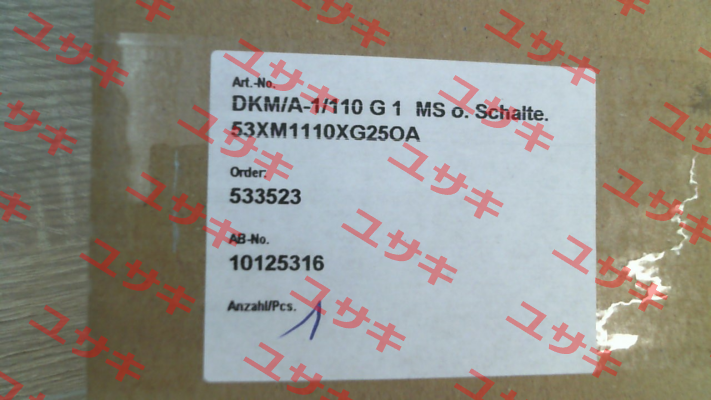 Art.-No.
DKM/A-1/110 G 1 MS o. Schalte.
53XM1110XG25OA
Order:
533523
AB-No.
10125316
Anzahl/Pcs. 1
ユサキ